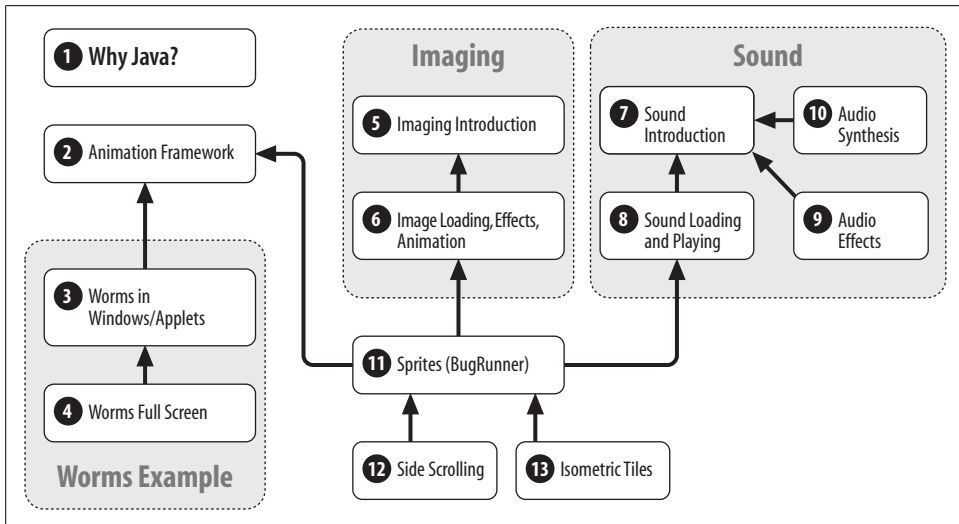 1 Why Java?
2 Animation Framework
3 Worms in
Windows/Applets
4 Worms Full Screen
Worms Example
Imaging
5 Imaging Introduction
6 Image Loading, Effects,
Animation
Sound
7 Sound
Introduction
10 Audio
Synthesis
8 Sound Loading
and Playing
9 Audio
Effects
11 Sprites (BugRunner)
12 Side Scrolling
13 Isometric Tiles